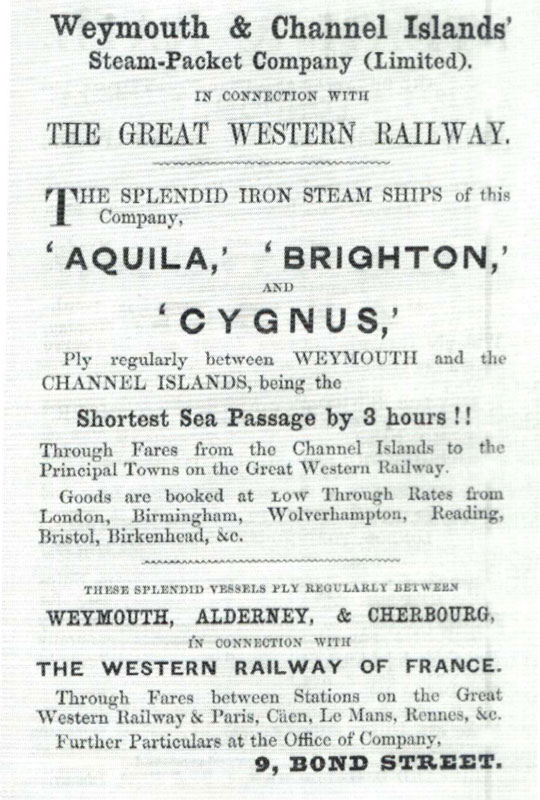 Weymouth & Channel Islands'
Steam-Packet Company (Limited).
IN CONNECTION WITH
THE GREAT WESTERN RAILWAY.
THE SPLENDID IRON STEAM SHIPS of this
Company,
'AQUILA,' 'BRIGHTON,'
AND
'CYGNUS,'
Ply regularly between WEYMOUTH and the
CHANNEL ISLANDS, being the
Shortest Sea Passage by 3 hours !!
Through Fares from the Channel Islands to the
Principal Towns on the Great Western Railway.
Goods are booked at LOW Through Rates from
London, Birmingham, Wolverhampton, Reading,
Bristol, Birkenhead, &c.
THESE SPLENDID VESSELS PLY REGULARLY BETWEEN
WEYMOUTH, ALDERNEY, & CHERBOURG,
IN CONNECTION WITH
THE WESTERN RAILWAY OF FRANCE.
Through Fares between Stations on the Great
Western Railway & Paris, Cäen, Le Mans, Rennes, &c.
Further Particulars at the Office of Company,
9, BOND STREET.